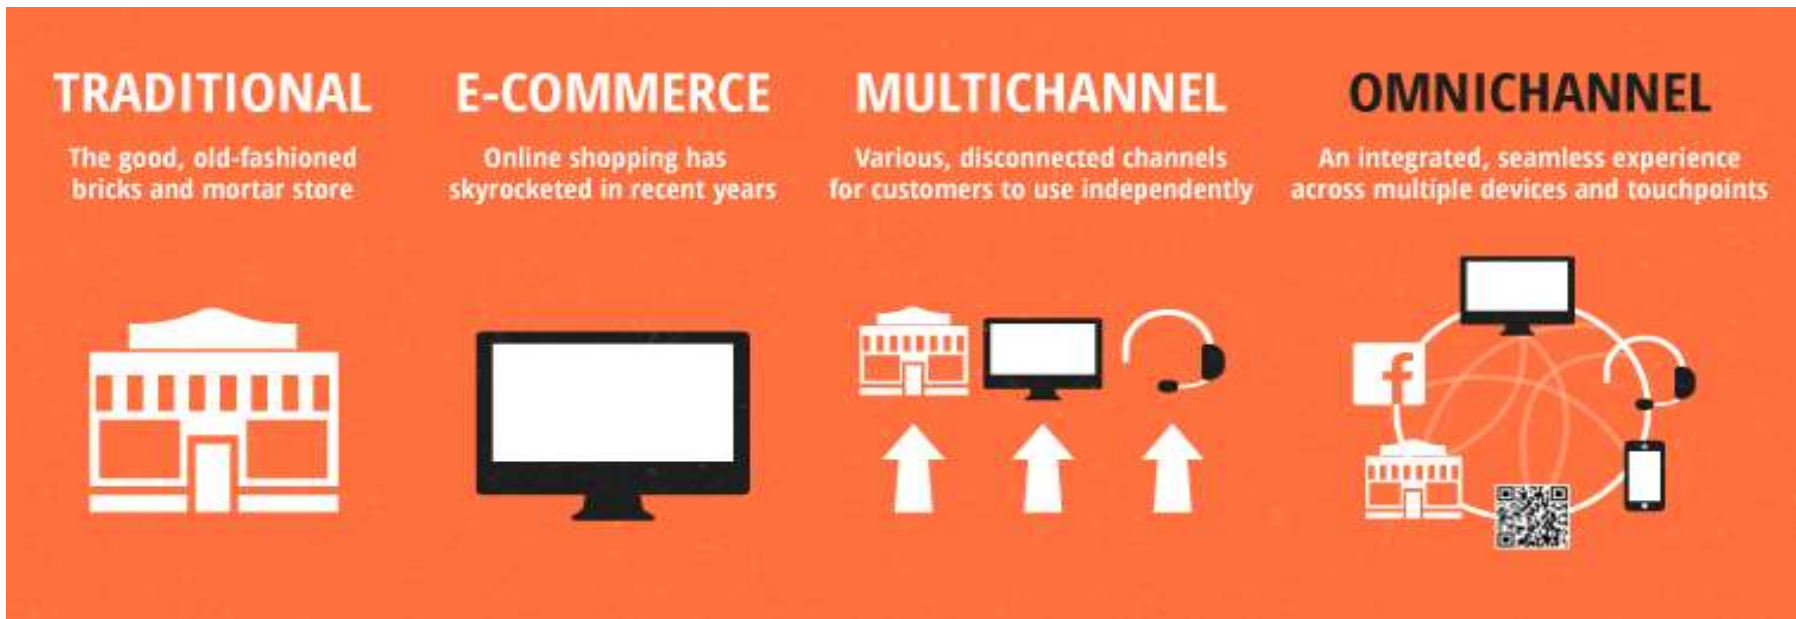 TRADITIONAL
The good, old-fashioned
bricks and mortar store
E-COMMERCE
Online shopping has
skyrocketed in recent years
MULTICHANNEL
Various, disconnected channels
for customers to use independently
OMNICHANNEL
An integrated, seamless experience
across multiple devices and touchpoints
f